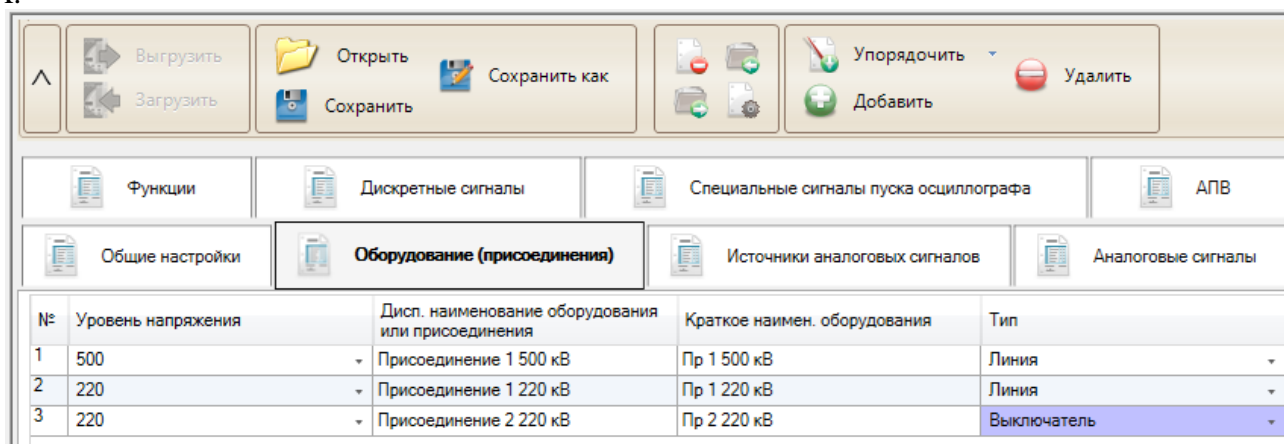 Выгрузить
Загрузить
Открыть
Сохранить
Сохранить как
Упорядочить
Добавить
Удалить
Функции Дискретные сигналы Специальные сигналы пуска осциллографа АПВ
Общие настройки Оборудование (присоединения) Источники аналоговых сигналов Аналоговые сигналы
№ Уровень напряжения Дисп. наименование оборудования или присоединения Краткое наимен. оборудования Тип
1 500 Присоединение 1 500 кВ Пр 1 500 кВ Линия
2 220 Присоединение 1 220 кВ Пр 1 220 кВ Линия
3 220 Присоединение 2 220 кВ Пр 2 220 кВ Выключатель